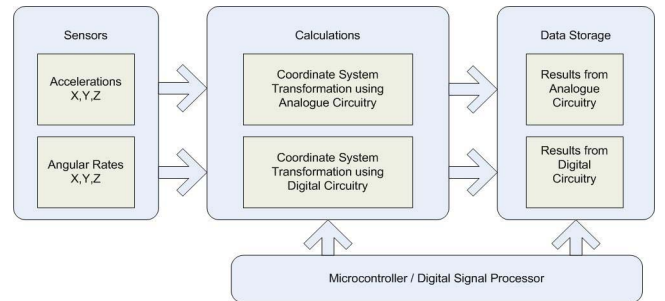 Sensors
Accelerations
X,Y,Z
Angular Rates
X,Y,Z
Calculations
Coordinate System
Transformation using
Analogue Circuitry
Coordinate System
Transformation using
Digital Circuitry
Data Storage
Results from
Analogue
Circuitry
Results from
Digital
Circuitry
Microcontroller / Digital Signal Processor